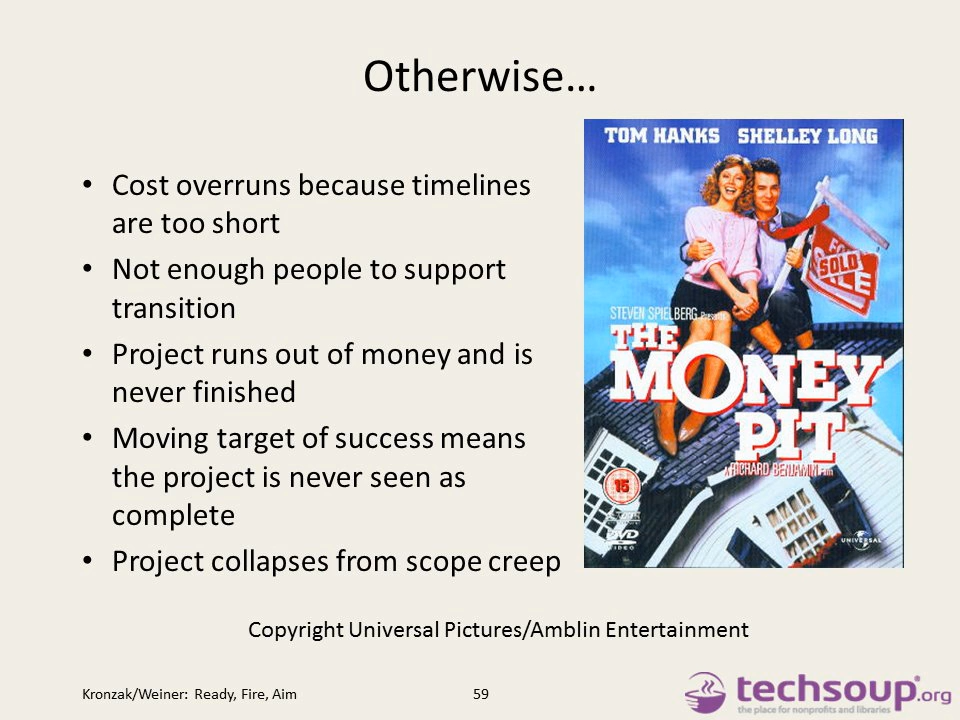 Otherwise…
• Cost overruns because timelines
are too short
• Not enough people to support
transition
• Project runs out of money and is
never finished
• Moving target of success means
the project is never seen as
complete
• Project collapses from scope creep
TOM HANKS SHELLEY LONG
FOR
SOLD
SALE
STEVEN SPIELBERG Presents
THE
MONEY
PIT
A RICHARD BENJAMIN Film
15
DVD
VIDEO
UNIVERSAL
Copyright Universal Pictures/Amblin Entertainment
Kronzak/Weiner: Ready, Fire, Aim
59
techsoup®.org
the place for nonprofits and libraries